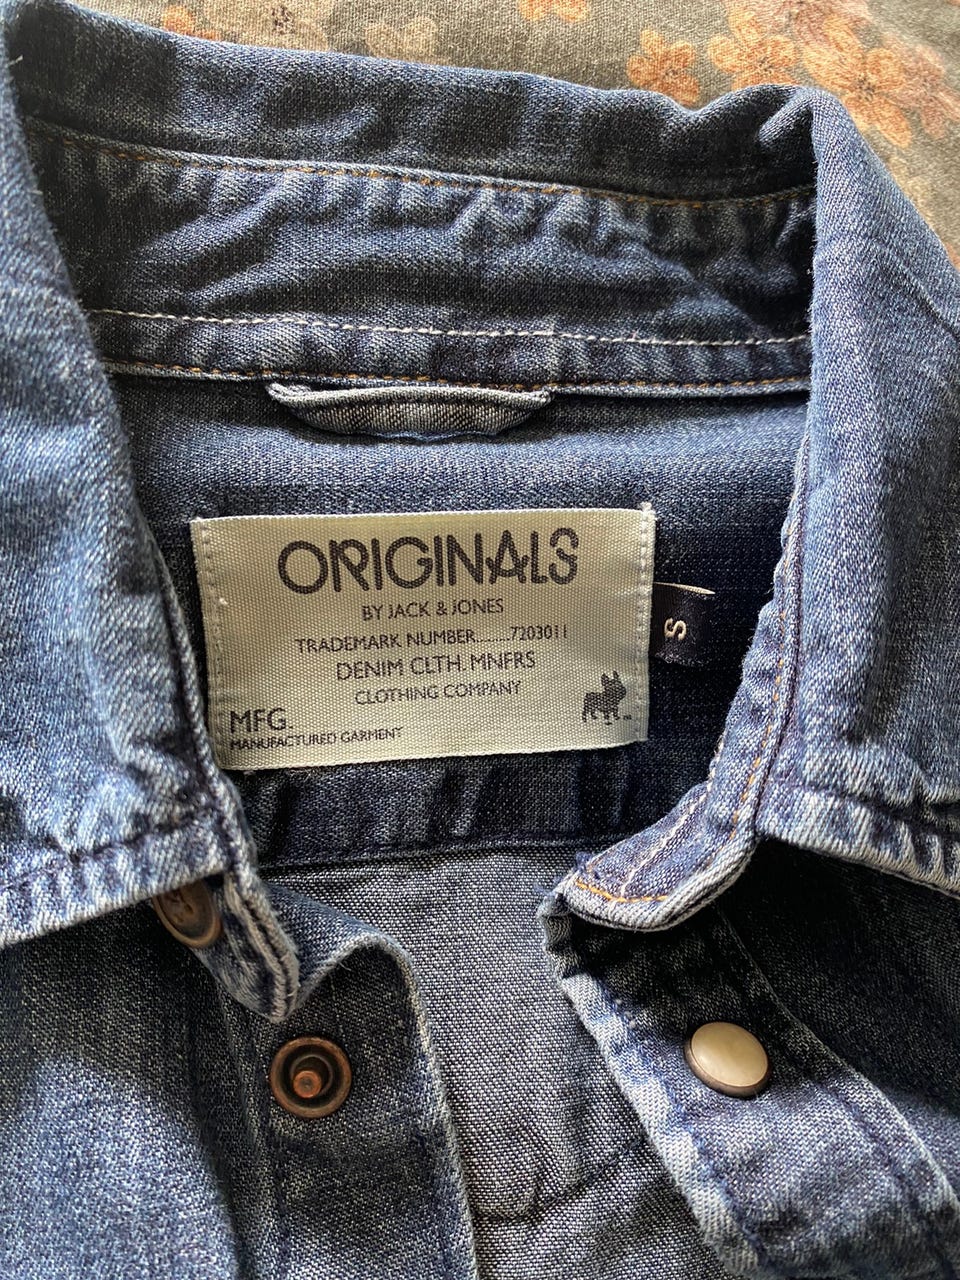 ORIGINALS
BY JACK & JONES
TRADEMARK NUMBER........7203011
DENIM CLTH. MNFRS
CLOTHING COMPANY
MFG
MANUFACTURED GARMENT
S